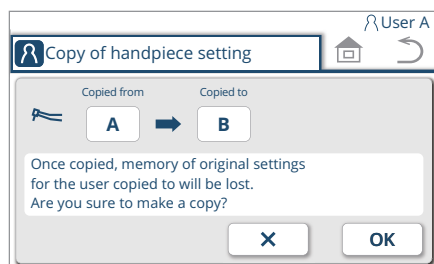 User A
Copy of handpiece setting
Copied from Copied to
A B
Once copied, memory of original settings
for the user copied to will be lost.
Are you sure to make a copy?
OK